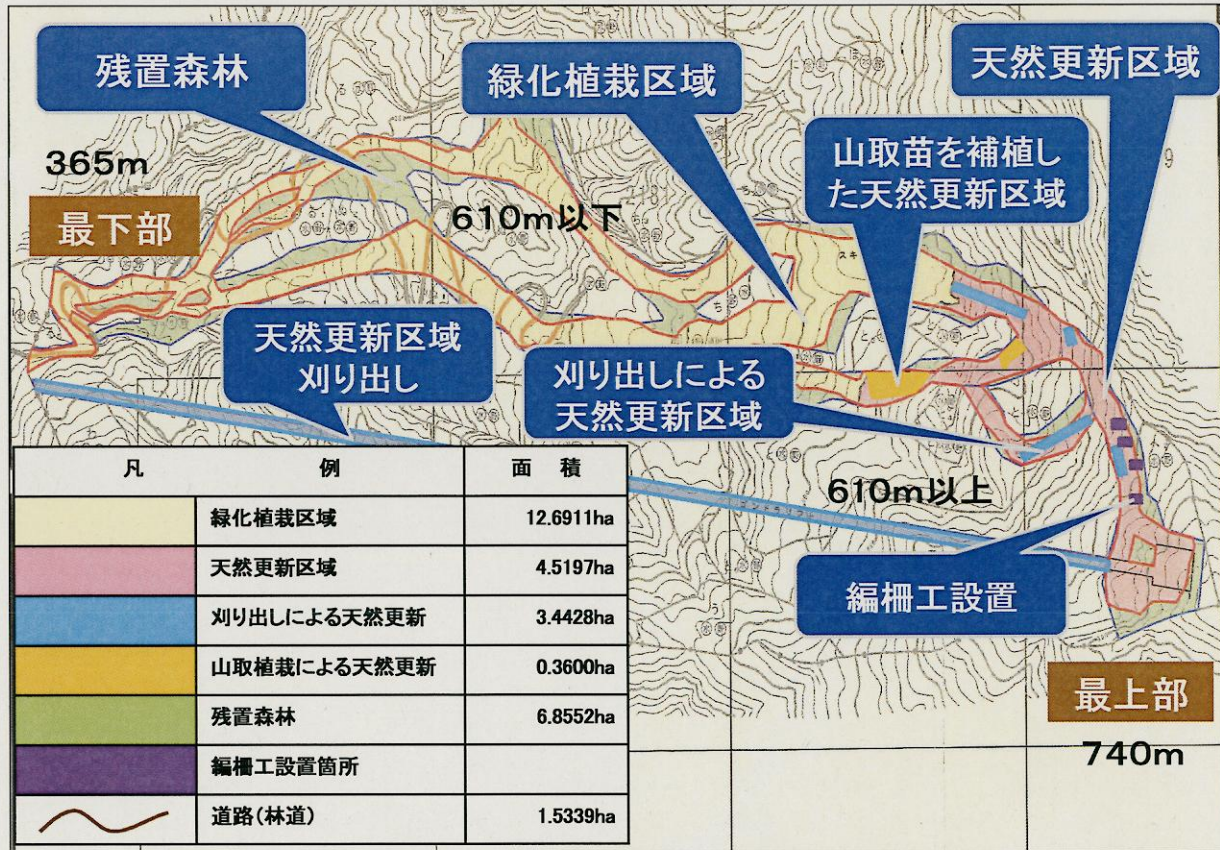 残置森林
緑化植栽区域
天然更新区域
365m
最下部
610m以下
山取苗を補植し
た天然更新区域
スキ
天然更新区域
刈り出し
刈り出しによる
天然更新区域
610m以上
編柵工設置
最上部
740m
凡 例 面 積
緑化植栽区域 12.6911ha
天然更新区域 4.5197ha
刈り出しによる天然更新 3.4428ha
山取植栽による天然更新 0.3600ha
残置森林 6.8552ha
編柵工設置箇所
道路(林道) 1.5339ha